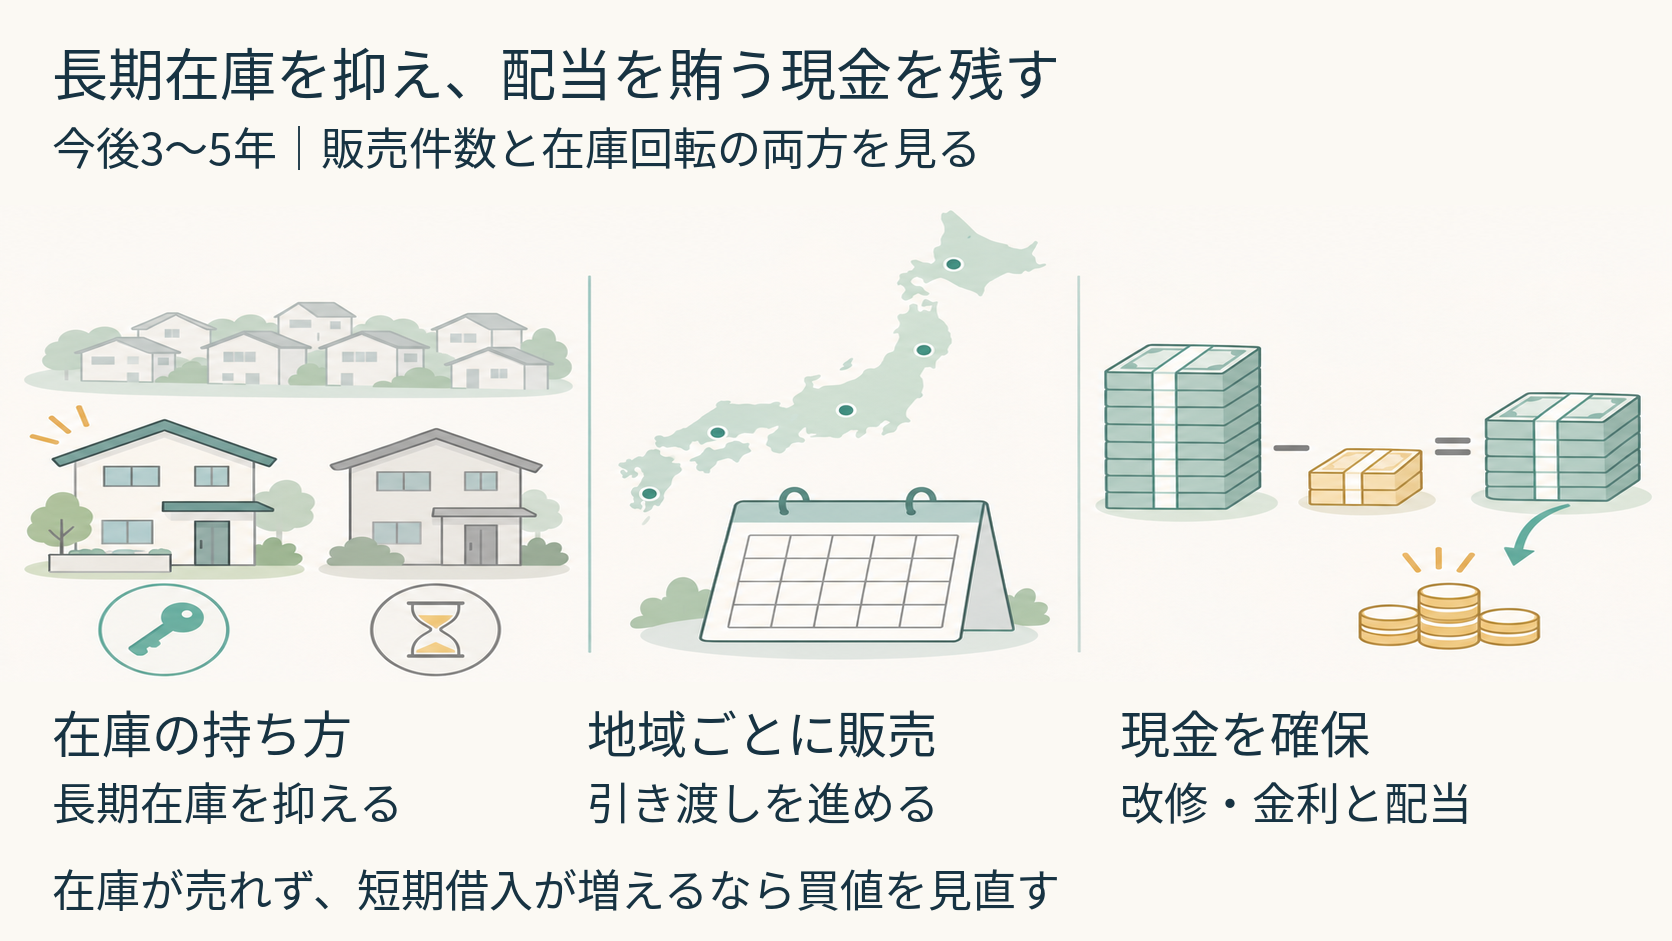 長期在庫を抑え、配当を賄う現金を残す
今後3〜5年｜販売件数と在庫回転の両方を見る
在庫の持ち方
長期在庫を抑える
地域ごとに販売
引き渡しを進める
現金を確保
改修・金利と配当
在庫が売れず、短期借入が増えるなら買値を見直す